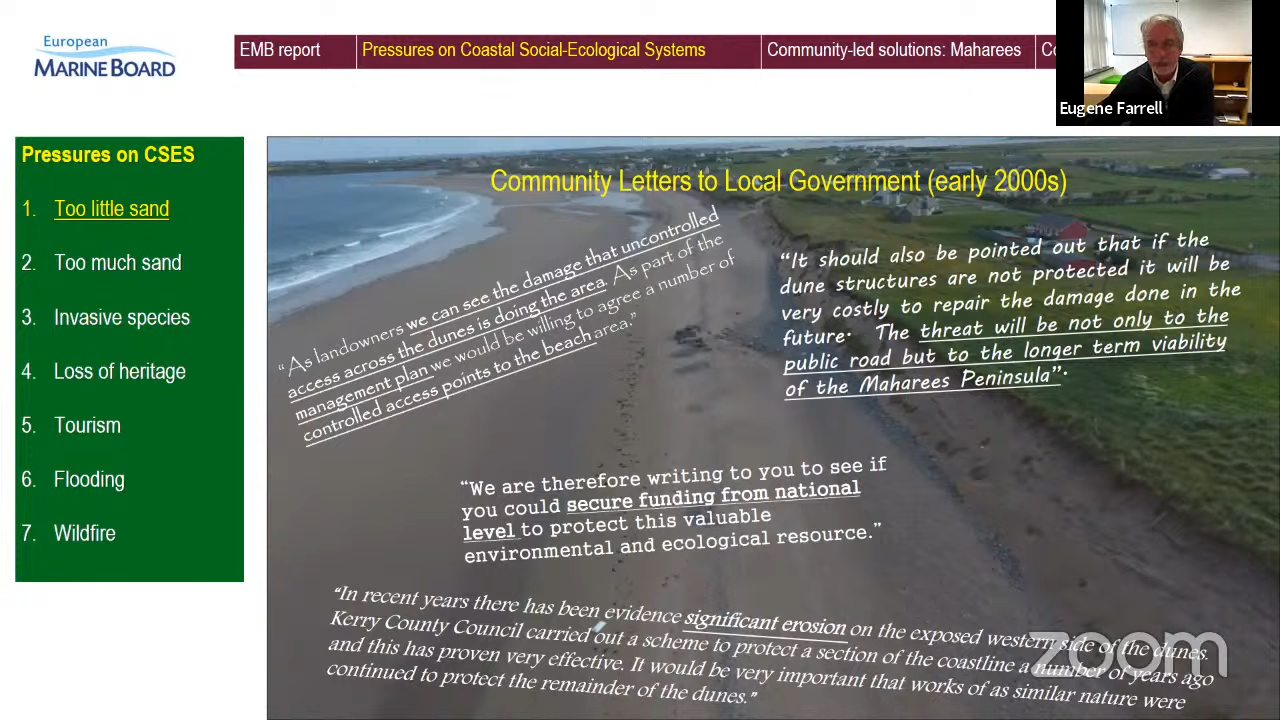 European
MARINE BOARD
EMB report
Pressures on Coastal Social-Ecological Systems
Community-led solutions: Maharees
Eugene Farrell
Pressures on CSES
1. Too little sand
2. Too much sand
3. Invasive species
4. Loss of heritage
5. Tourism
6. Flooding
7. Wildfire
Community Letters to Local Government (early 2000s)
“As landowners we can see the damage that uncontrolled
access across the dunes is doing the area. As part of the
management plan we would be willing to agree a number of
controlled access points to the beach area.”
“It should also be pointed out that if the
dune structures are not protected it will be
very costly to repair the damage done in the
future. The threat will be not only to the
public road but to the longer term viability
of the Maharees Peninsula”.
“We are therefore writing to you to see if
you could secure funding from national
level to protect this valuable
environmental and ecological resource.”
“In recent years there has been evidence significant erosion on the exposed western side of the dunes.
Kerry County Council carried out a scheme to protect a section of the coastline a number of years ago
and this has proven very effective. It would be very important that works of as similar nature were
continued to protect the remainder of the dunes.”
zoom